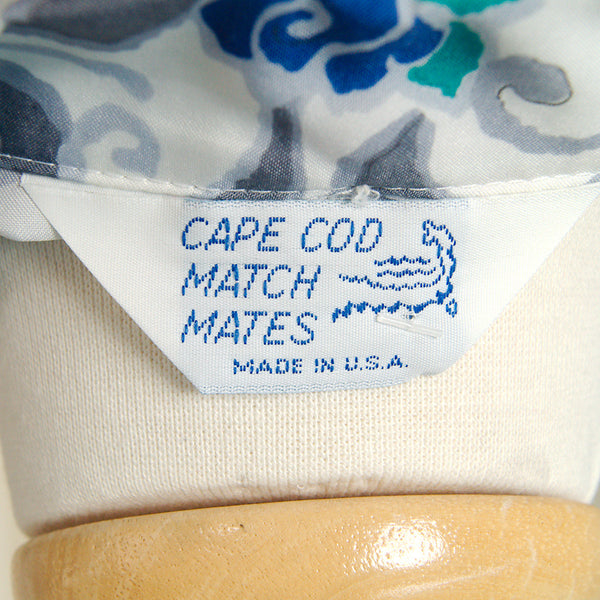 CAPE COD
MATCH
MATES
MADE IN U.S.A.